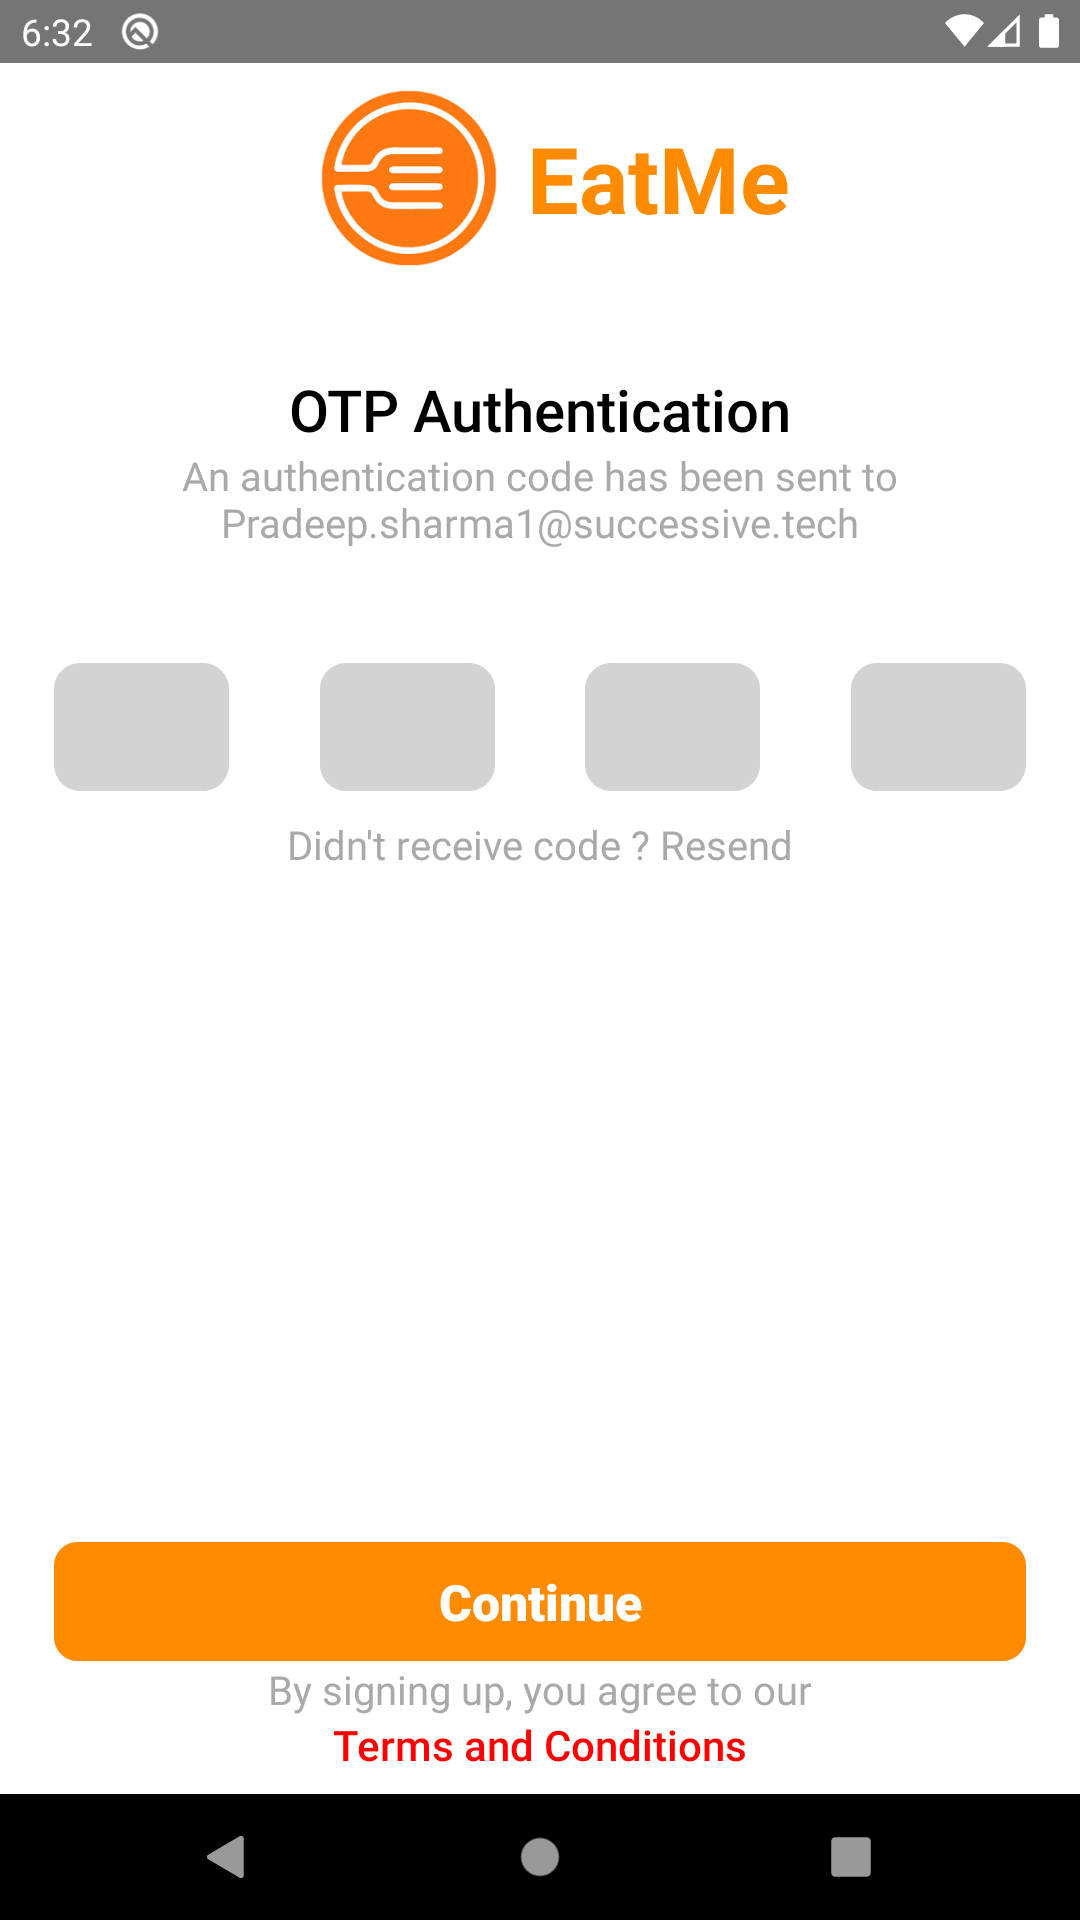 6:32
EatMe
OTP Authentication
An authentication code has been sent to
Pradeep.sharma1@successive.tech
Didn't receive code ? Resend
Continue
By signing up, you agree to our
Terms and Conditions